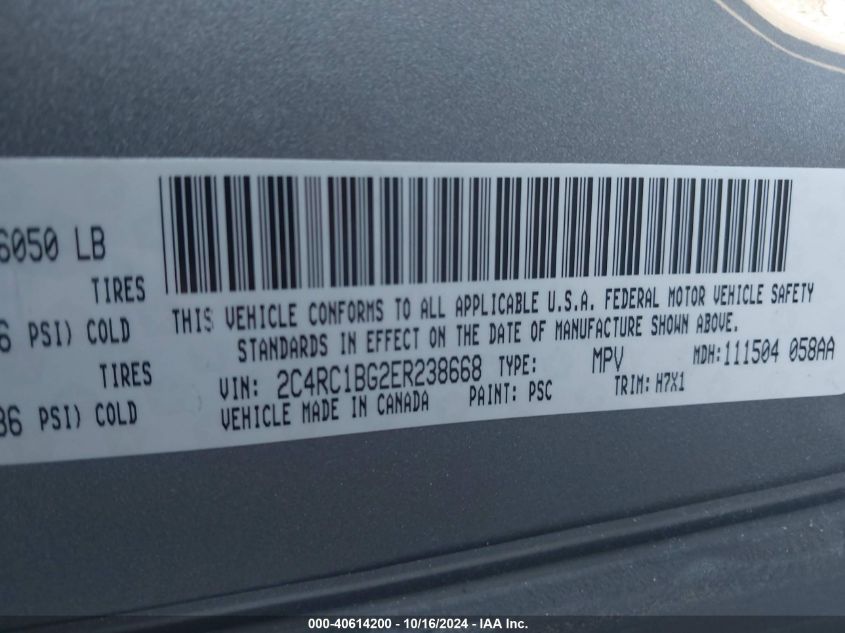 6050 LB
TIRES
6 PSI) COLD
TIRES
36 PSI) COLD
THIS VEHICLE CONFORMS TO ALL APPLICABLE U.S.A. FEDERAL MOTOR VEHICLE SAFETY
STANDARDS IN EFFECT ON THE DATE OF MANUFACTURE SHOWN ABOVE.
VIN: 2C4RC1BG2ER238668 TYPE: MPV MDH:111504 058AA
VEHICLE MADE IN CANADA PAINT: PSC TRIM: H7X1
000-40614200 - 10/16/2024 - IAA Inc.